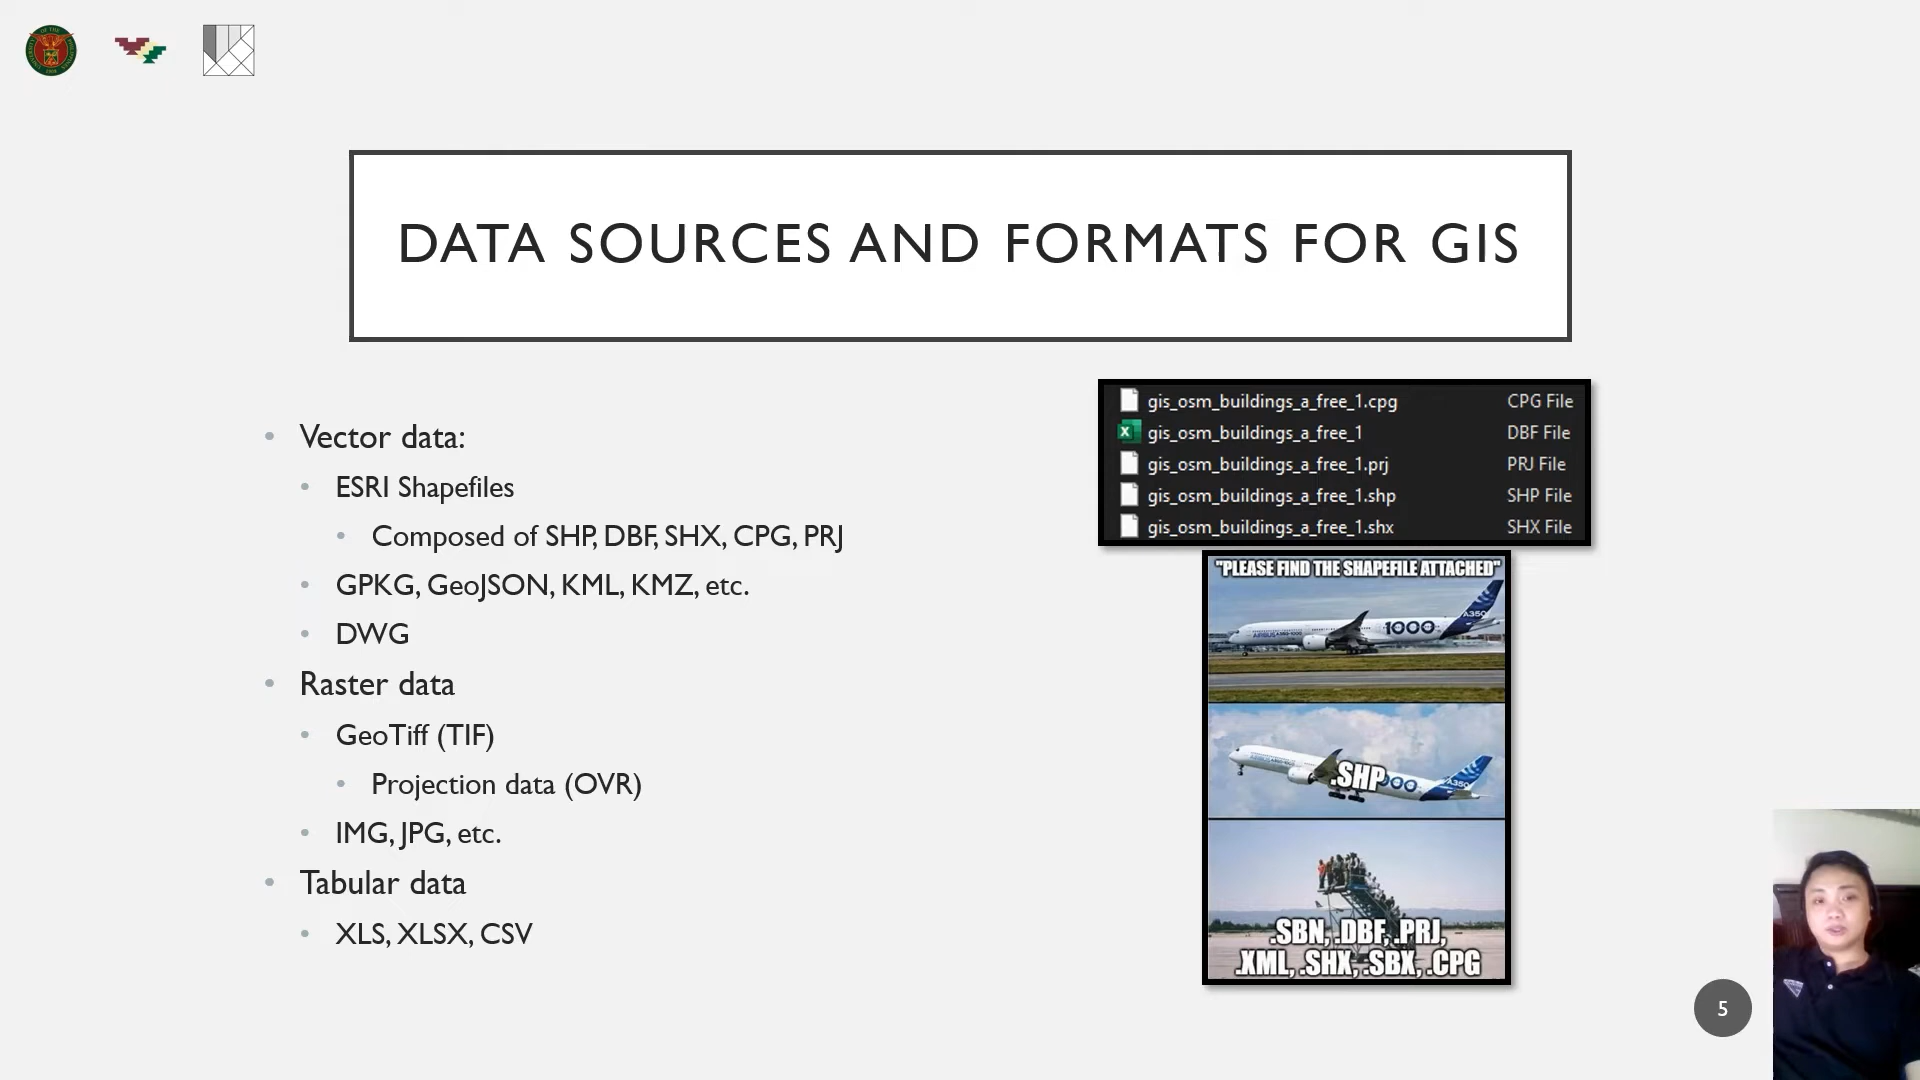 DATA SOURCES AND FORMATS FOR GIS
Vector data:
ESRI Shapefiles
Composed of SHP, DBF, SHX, CPG, PRJ
GPKG, GeoJSON, KML, KMZ, etc.
DWG
Raster data
GeoTiff (TIF)
Projection data (OVR)
IMG, JPG, etc.
Tabular data
XLS, XLSX, CSV
gis_osm_buildings_a_free_1.cpg CPG File
gis_osm_buildings_a_free_1 DBF File
gis_osm_buildings_a_free_1.prj PRJ File
gis_osm_buildings_a_free_1.shp SHP File
gis_osm_buildings_a_free_1.shx SHX File
"PLEASE FIND THE SHAPEFILE ATTACHED"
A350
1000
.SHP
A350
.SBN, .DBF, .PRJ,
.XML, .SHX, .SBX, .CPG
5